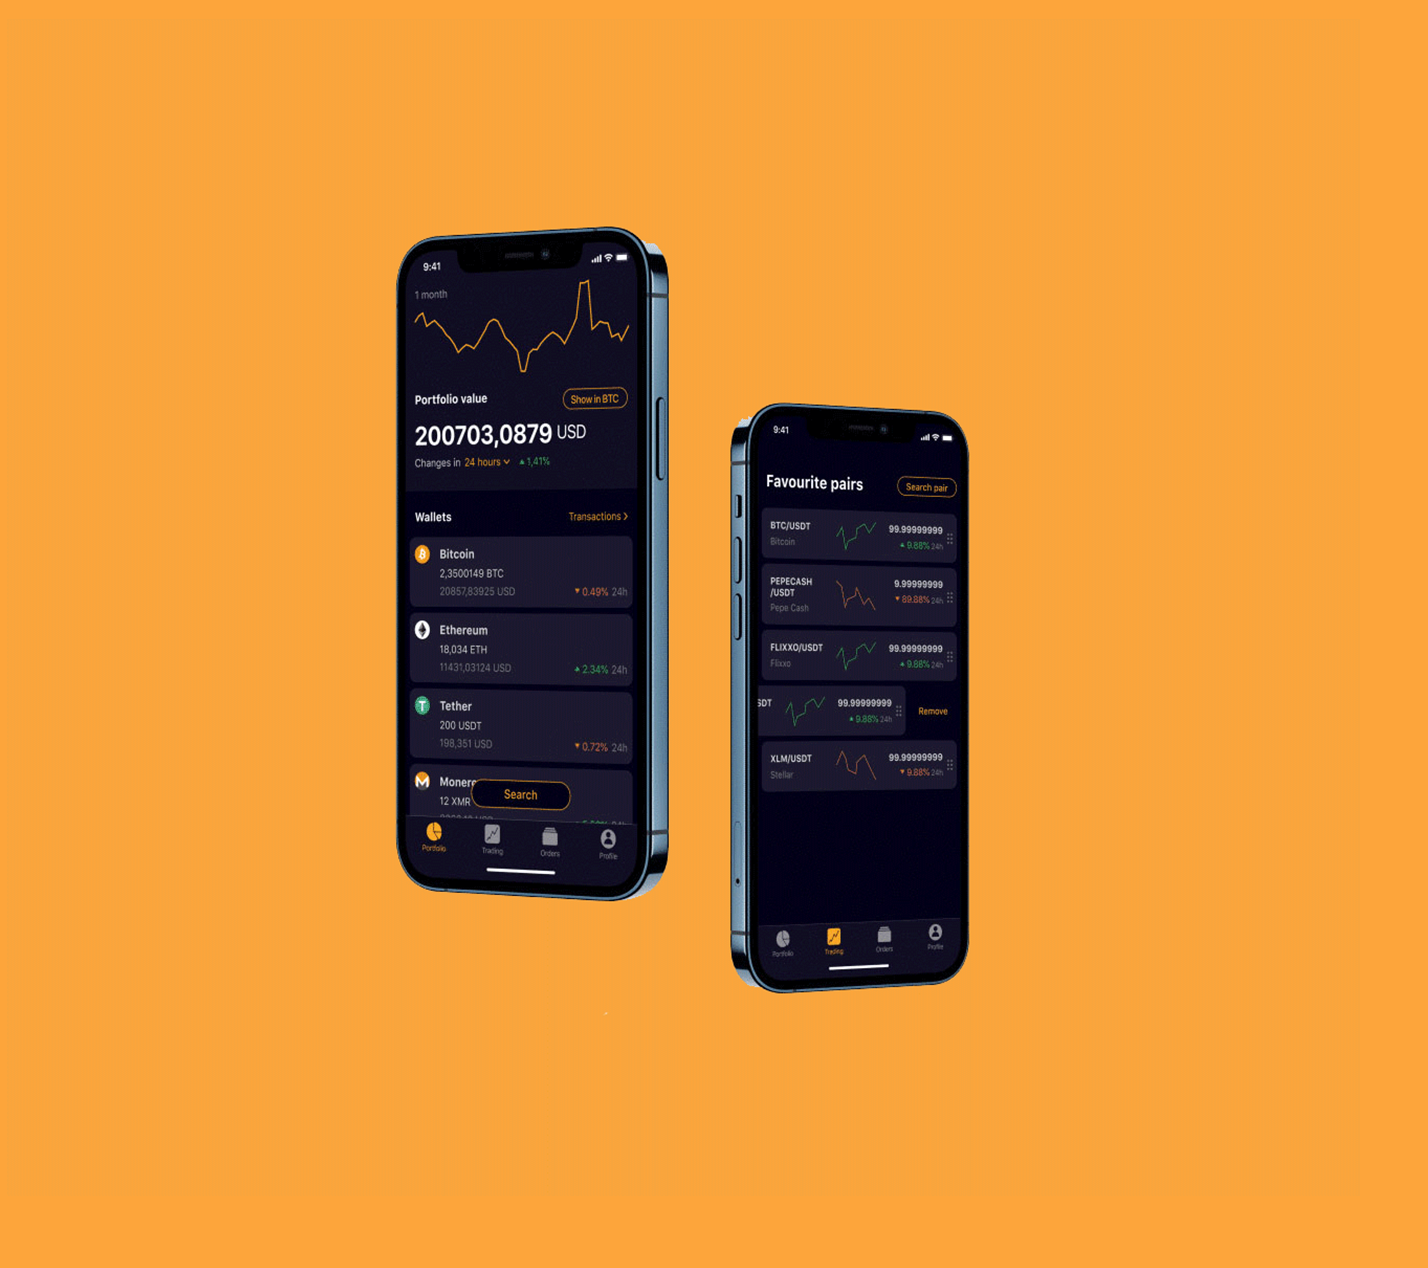 9:41
1 month
Portfolio value
Show in BTC
200703,0879 USD
Changes in 24 hours 1,41%
Wallets
Transactions
Bitcoin
2,3500149 BTC
20857,83925 USD
0.49% 24h
Ethereum
18,034 ETH
11431,03124 USD
2.34% 24h
Tether
200 USDT
198,351 USD
0.72% 24h
Moner
12 XMR
Search
Portfolio
Trading
Orders
Profile
9:41
Favourite pairs
Search pair
BTC/USDT
Bitcoin
99.99999999
9.88% 24h
PEPECASH
/USDT
Pepe Cash
9.99999999
89.88% 24h
FLIXXO/USDT
Flixxo
99.99999999
9.88% 24h
SDT
99.99999999
9.88% 24h
Remove
XLM/USDT
Stellar
99.99999999
9.88% 24h
Portfolio
Trading
Orders
Profile